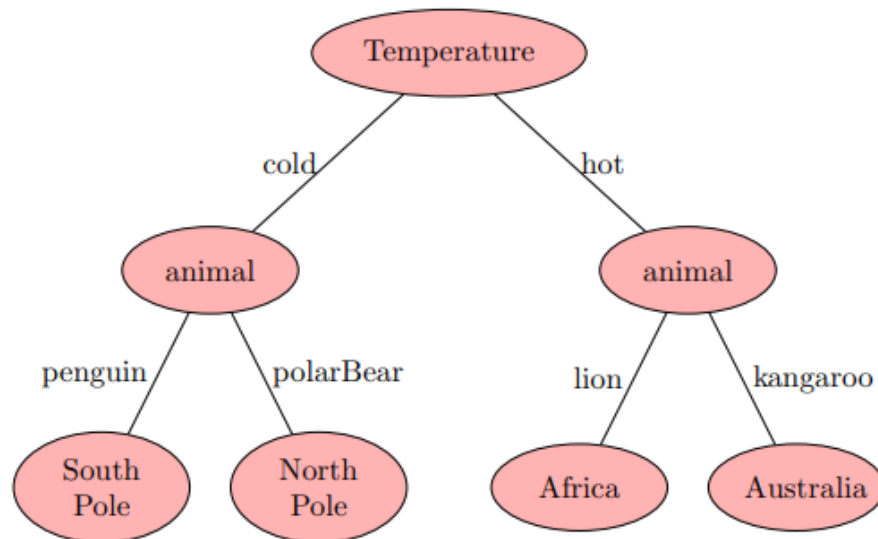 Temperature
cold
hot
animal
animal
penguin
polarBear
lion
kangaroo
South
Pole
North
Pole
Africa
Australia